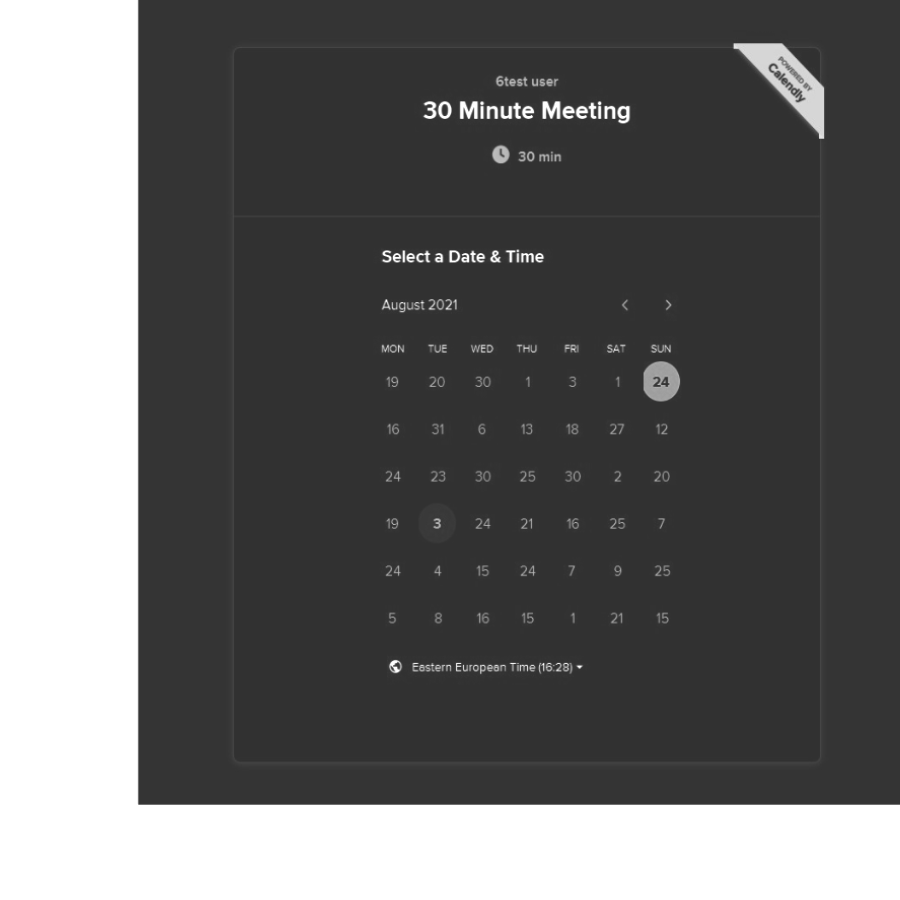 POWERED BY
Calendly
6test user
30 Minute Meeting
30 min
Select a Date & Time
August 2021
MON TUE WED THU FRI SAT SUN
19 20 30 1 3 1 24
16 31 6 13 18 27 12
24 23 30 25 30 2 20
19 3 24 21 16 25 7
24 4 15 24 7 9 25
5 8 16 15 1 21 15
Eastern European Time (16:28)